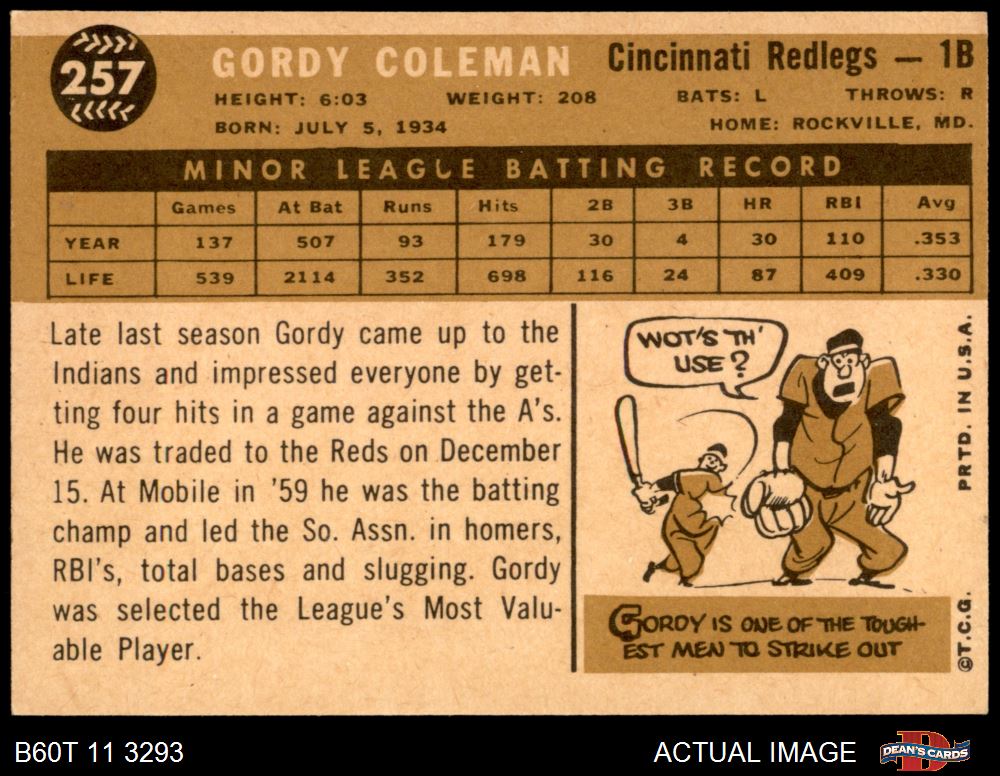 257
GORDY COLEMAN Cincinnati Redlegs — 1B
HEIGHT: 6:03 WEIGHT: 208 BATS: L THROWS: R
BORN: JULY 5, 1934 HOME: ROCKVILLE, MD.
MINOR LEAGUE BATTING RECORD
Games At Bat Runs Hits 2B 3B HR RBI Avg
YEAR 137 507 93 179 30 4 30 110 .353
LIFE 539 2114 352 698 116 24 87 409 .330
Late last season Gordy came up to the
Indians and impressed everyone by get-
ting four hits in a game against the A's.
He was traded to the Reds on December
15. At Mobile in '59 he was the batting
champ and led the So. Assn. in homers,
RBI's, total bases and slugging. Gordy
was selected the League's Most Valu-
able Player.
WOT'S TH'
USE?
GORDY IS ONE OF THE TOUGH-
EST MEN TO STRIKE OUT
PRTD. IN U.S.A.
©T.C.G.
B60T 11 3293 ACTUAL IMAGE DEAN'S CARDS